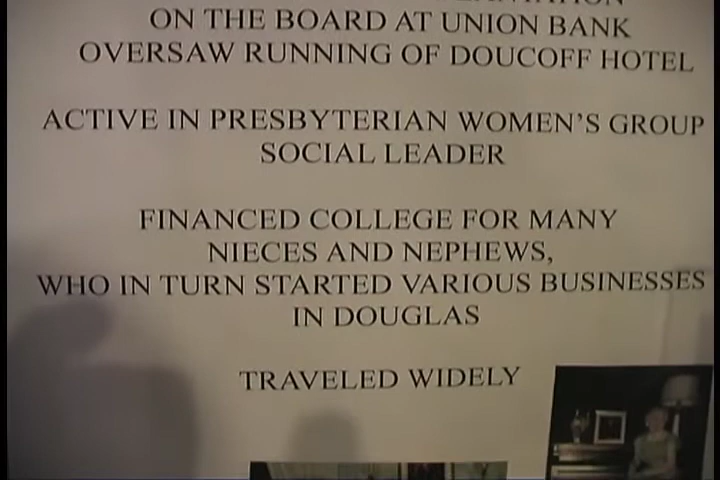 ON THE BOARD AT UNION BANK
OVERSAW RUNNING OF DOUCOFF HOTEL
ACTIVE IN PRESBYTERIAN WOMEN'S GROUP
SOCIAL LEADER
FINANCED COLLEGE FOR MANY
NIECES AND NEPHEWS,
WHO IN TURN STARTED VARIOUS BUSINESSES
IN DOUGLAS
TRAVELED WIDELY